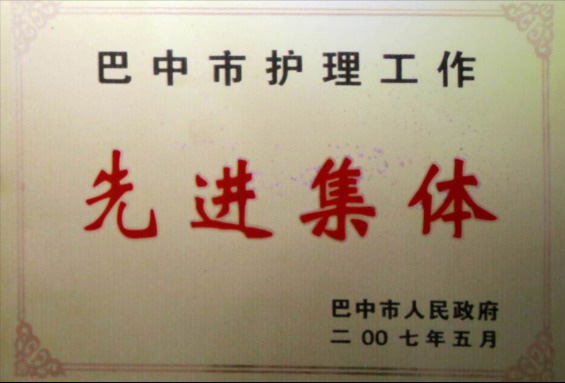 巴中市护理工作
先进集体
巴中市人民政府
二00七年五月